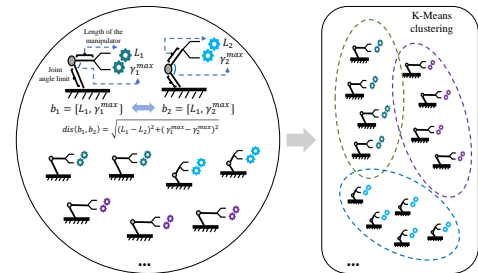 Length of the
manipulator
L₁
γ₁ᵐᵃˣ
Joint
angle limit
L₂
γ₂ᵐᵃˣ
b₁ = [L₁, γ₁ᵐᵃˣ] b₂ = [L₁, γ₂ᵐᵃˣ]
dis(b₁, b₂) = √(L₁ − L₂)²+(γ₁ᵐᵃˣ−γ₂ᵐᵃˣ)²
...
K-Means
clustering
...